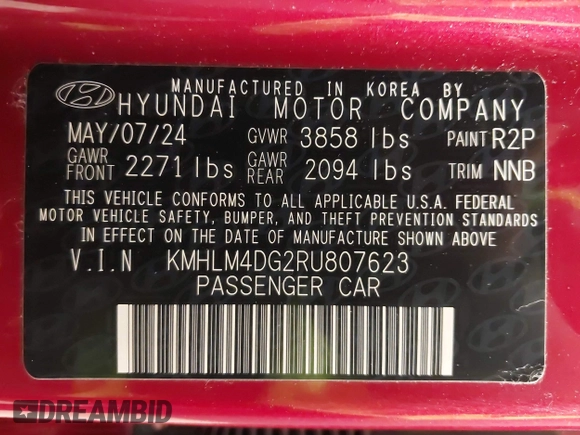 MANUFACTURED IN KOREA BY
HYUNDAI MOTOR COMPANY
MAY/07/24 GVWR 3858 lbs PAINT R2P
GAWR FRONT 2271 lbs GAWR REAR 2094 lbs TRIM NNB
THIS VEHICLE CONFORMS TO ALL APPLICABLE U.S.A. FEDERAL
MOTOR VEHICLE SAFETY, BUMPER, AND THEFT PREVENTION STANDARDS
IN EFFECT ON THE DATE OF MANUFACTURE SHOWN ABOVE
V.I.N KMHLM4DG2RU807623
PASSENGER CAR
DREAMBID